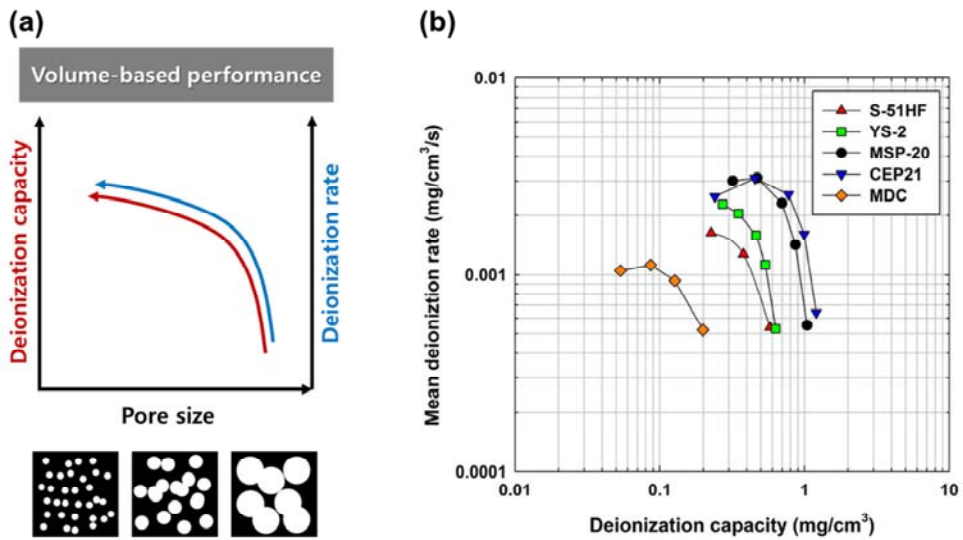 (a)
Volume-based performance
Deionization capacity
Deionization rate
Pore size
(b)
Mean deioniztion rate (mg/cm³/s)
0.01
0.001
0.0001
S-51HF
YS-2
MSP-20
CEP21
MDC
0.01
0.1
1
10
Deionization capacity (mg/cm³)